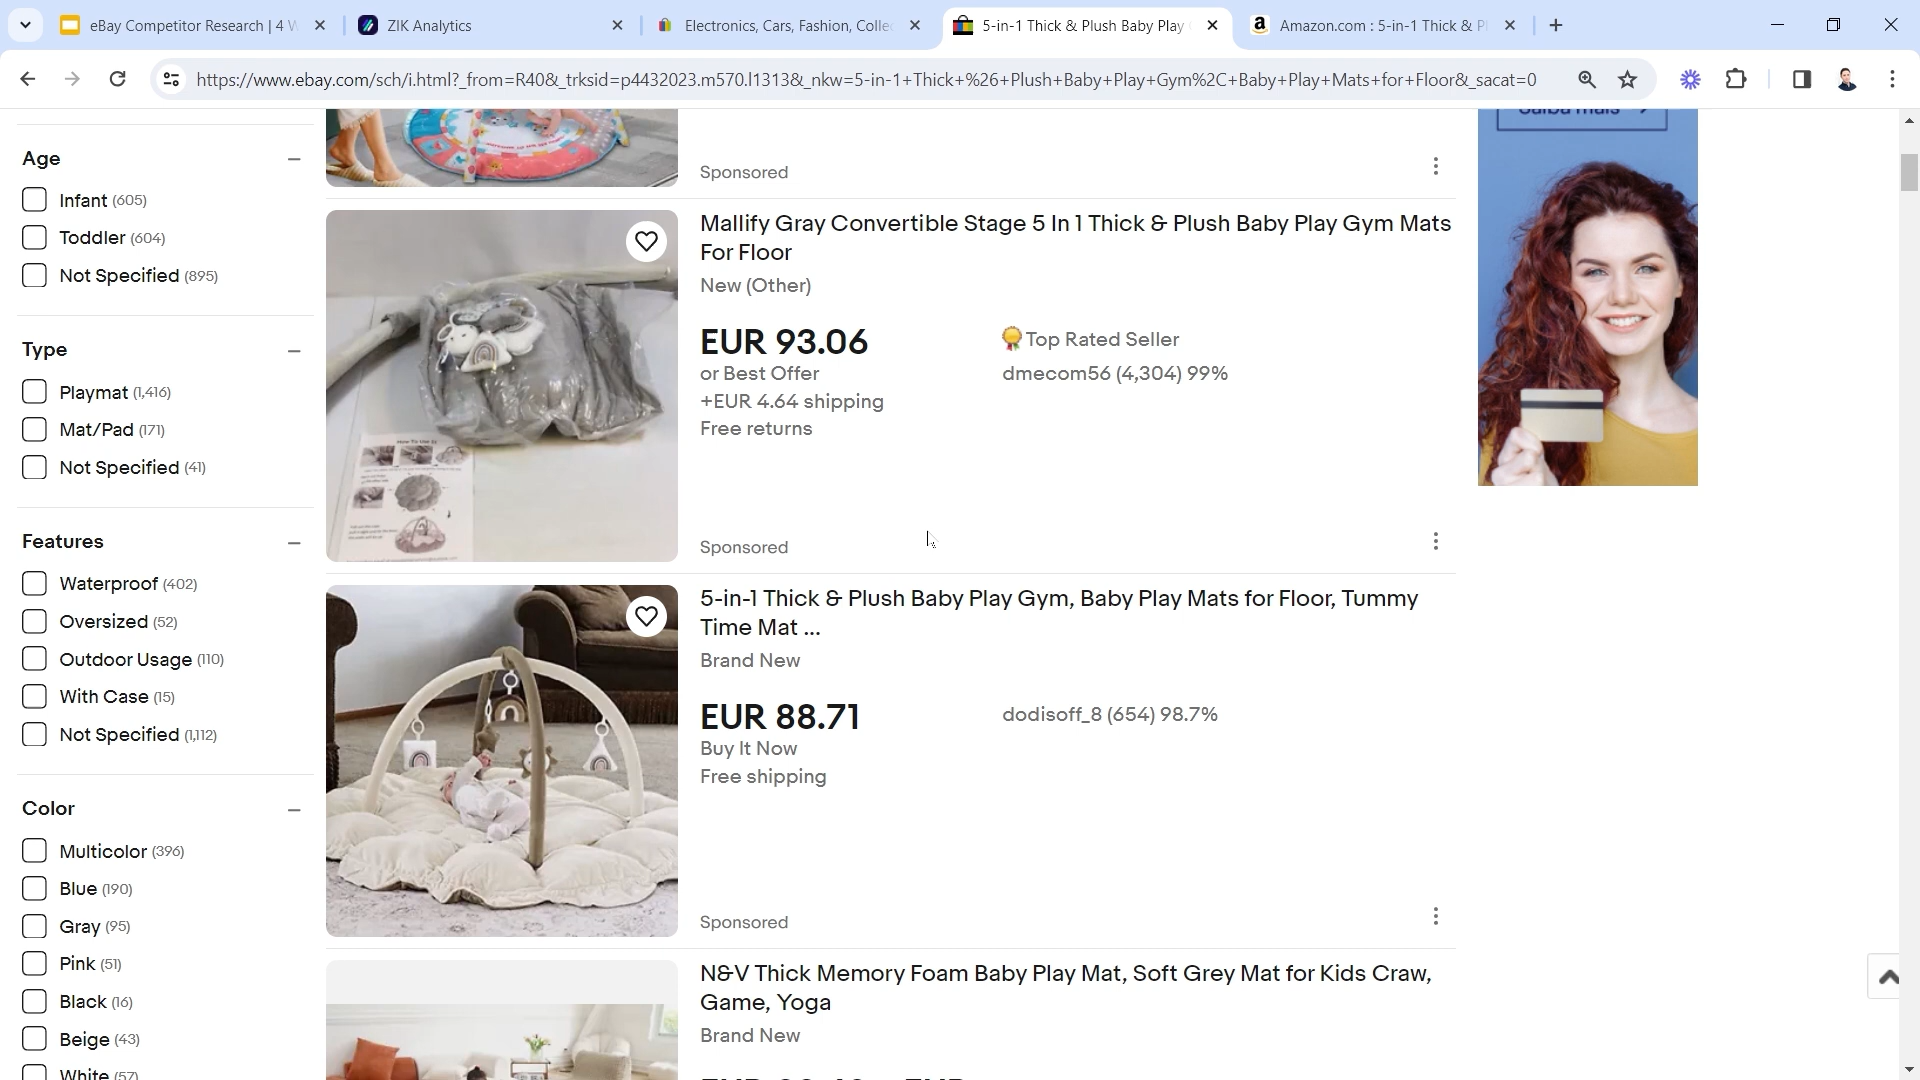 eBay Competitor Research | 4 W
ZIK Analytics
Electronics, Cars, Fashion, Collec
5-in-1 Thick & Plush Baby Play
Amazon.com : 5-in-1 Thick & Pl
https://www.ebay.com/sch/i.html?_from=R40&_trksid=p4432023.m570.l1313&_nkw=5-in-1+Thick+%26+Plush+Baby+Play+Gym%2C+Baby+Play+Mats+for+Floor&_sacat=0
Saiba mais
Age
Infant (605)
Toddler (604)
Not Specified (895)
Type
Playmat (1,416)
Mat/Pad (171)
Not Specified (41)
Features
Waterproof (402)
Oversized (52)
Outdoor Usage (110)
With Case (15)
Not Specified (1,112)
Color
Multicolor (396)
Blue (190)
Gray (95)
Pink (51)
Black (16)
Beige (43)
White (57)
Sponsored
Mallify Gray Convertible Stage 5 In 1 Thick & Plush Baby Play Gym Mats
For Floor
New (Other)
EUR 93.06
or Best Offer
+EUR 4.64 shipping
Free returns
Top Rated Seller
dmecom56 (4,304) 99%
Sponsored
How To Use It
5-in-1 Thick & Plush Baby Play Gym, Baby Play Mats for Floor, Tummy
Time Mat ...
Brand New
EUR 88.71
Buy It Now
Free shipping
dodisoff_8 (654) 98.7%
Sponsored
N&V Thick Memory Foam Baby Play Mat, Soft Grey Mat for Kids Craw,
Game, Yoga
Brand New